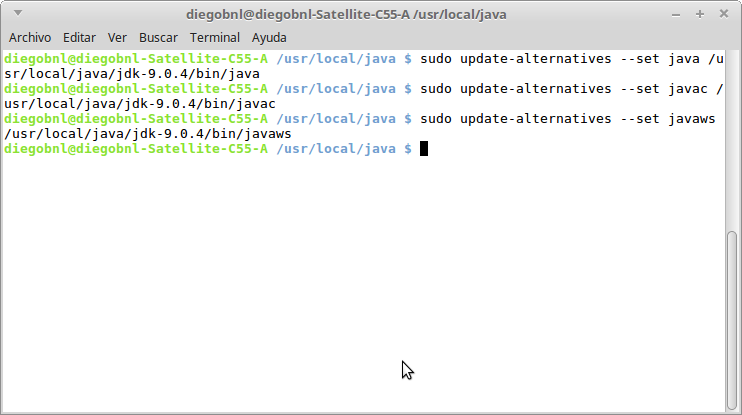 diegobnl@diegobnl-Satellite-C55-A /usr/local/java
Archivo Editar Ver Buscar Terminal Ayuda
diegobnl@diegobnl-Satellite-C55-A /usr/local/java $ sudo update-alternatives --set java /u
sr/local/java/jdk-9.0.4/bin/java
diegobnl@diegobnl-Satellite-C55-A /usr/local/java $ sudo update-alternatives --set javac /
usr/local/java/jdk-9.0.4/bin/javac
diegobnl@diegobnl-Satellite-C55-A /usr/local/java $ sudo update-alternatives --set javaws
/usr/local/java/jdk-9.0.4/bin/javaws
diegobnl@diegobnl-Satellite-C55-A /usr/local/java $